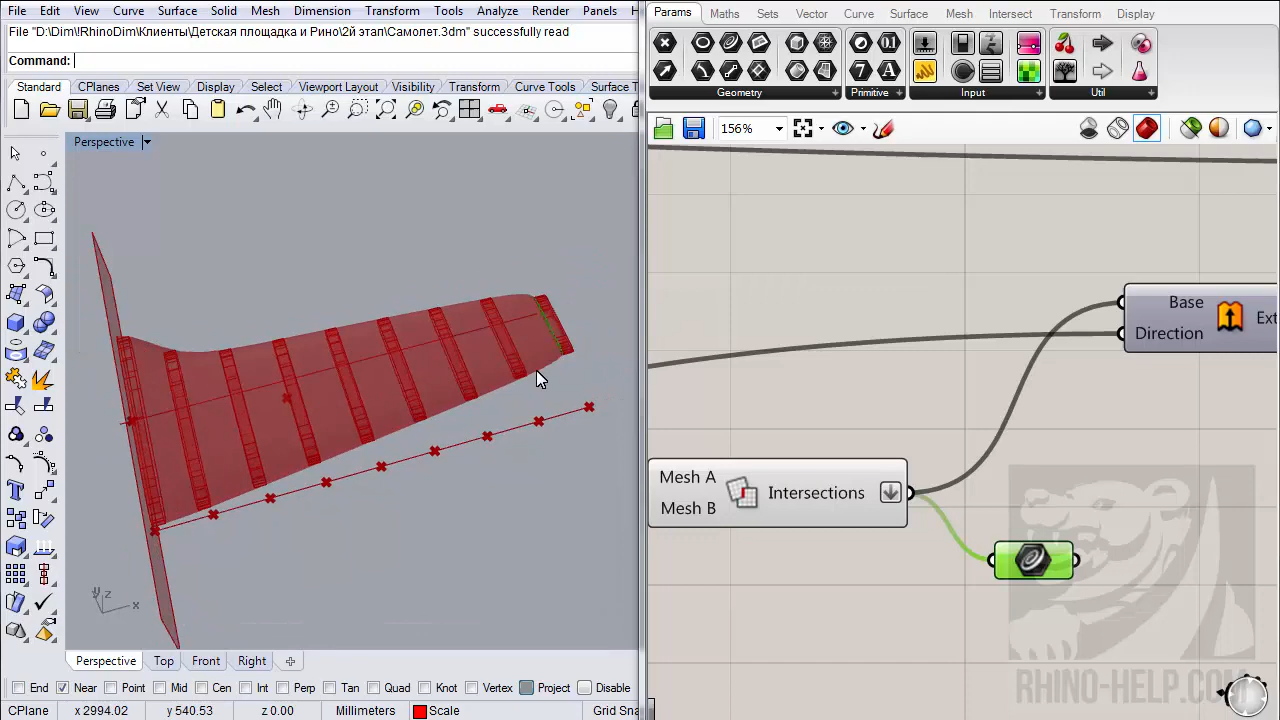 File Edit View Curve Surface Solid Mesh Dimension Transform Tools Analyze Render Panels
File "D:\Dim\!RhinoDim\Клиенты\Детская площадка и Рино\2й этап\Самолет.3dm" successfully read
Command:
Standard CPlanes Set View Display Select Viewport Layout Visibility Transform Curve Tools Surface T
Perspective
y z x
Perspective Top Front Right
End Near Point Mid Cen Int Perp Tan Quad Knot Vertex Project Disable
CPlane x 2994.02 y 540.53 z 0.00 Millimeters Scale Grid Sna
Params Maths Sets Vector Curve Surface Mesh Intersect Transform Display
Geometry Primitive Input Util
156%
Base
Direction
Ext
Mesh A
Mesh B
Intersections
RHINO-HELP.CO